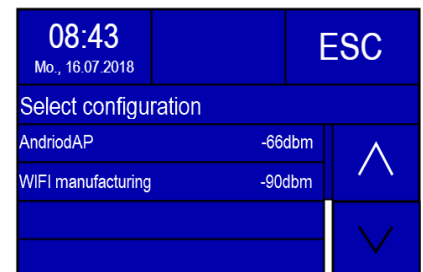 08:43
Mo., 16.07.2018
ESC
Select configuration
AndriodAP -66dbm
WIFI manufacturing -90dbm